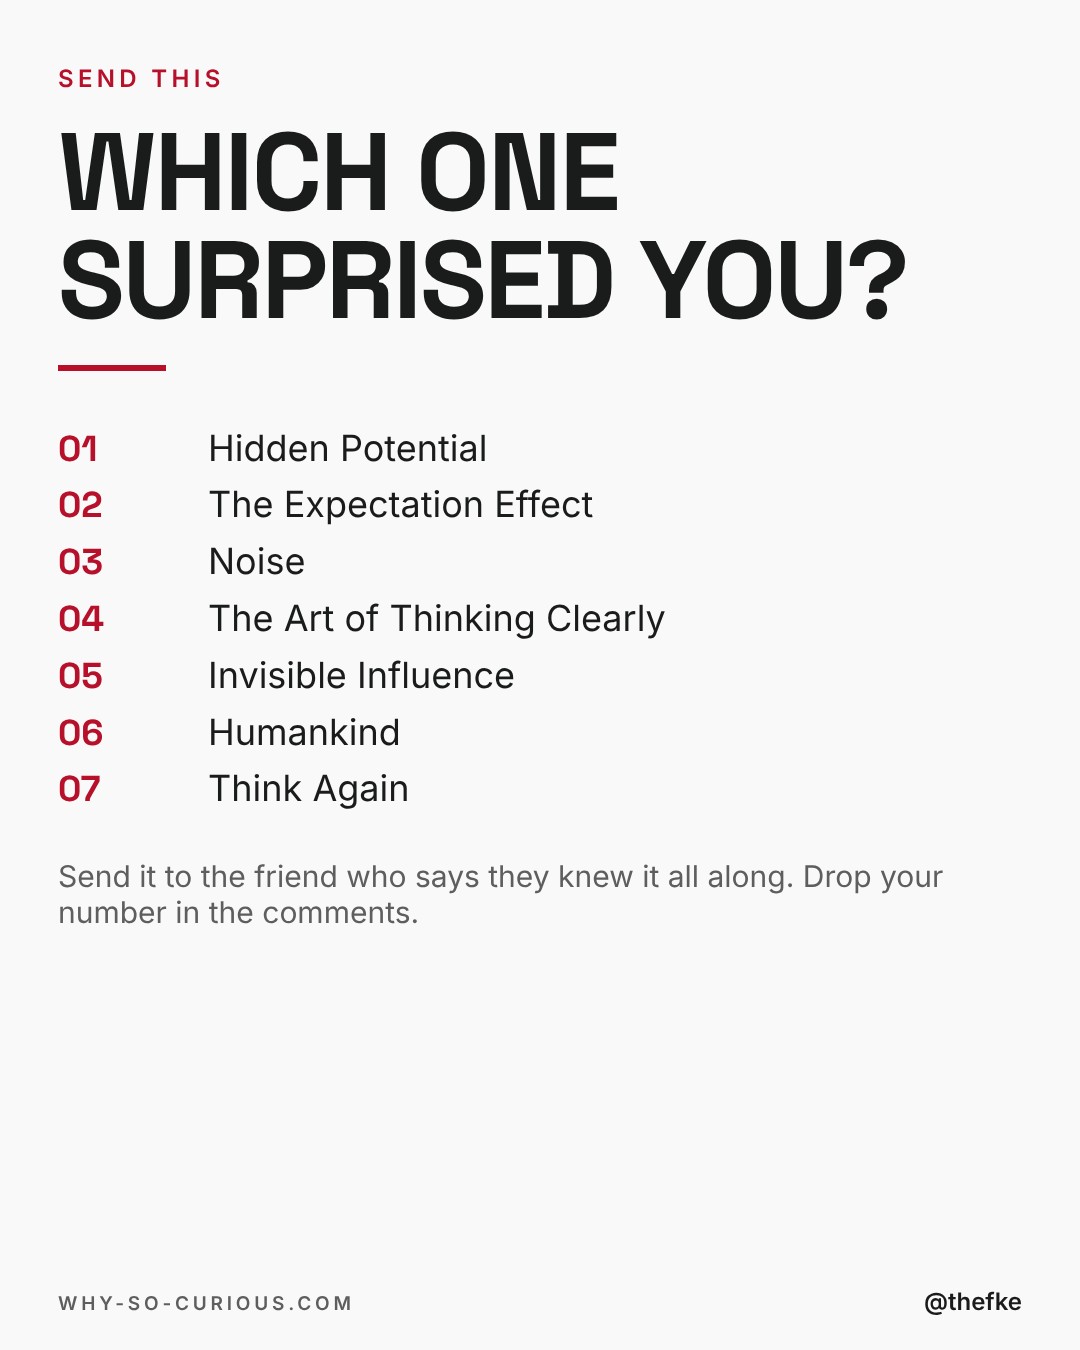 SEND THIS
WHICH ONE
SURPRISED YOU?
01 Hidden Potential
02 The Expectation Effect
03 Noise
04 The Art of Thinking Clearly
05 Invisible Influence
06 Humankind
07 Think Again
Send it to the friend who says they knew it all along. Drop your
number in the comments.
WHY-SO-CURIOUS.COM
@thefke